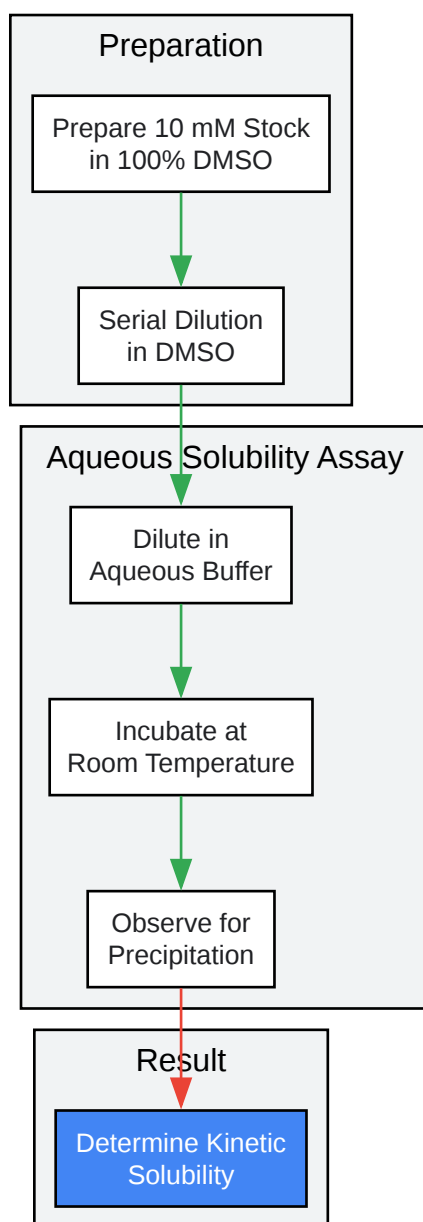 Preparation
Prepare 10 mM Stock
in 100% DMSO
Serial Dilution
in DMSO
Aqueous Solubility Assay
Dilute in
Aqueous Buffer
Incubate at
Room Temperature
Observe for
Precipitation
Result
Determine Kinetic
Solubility